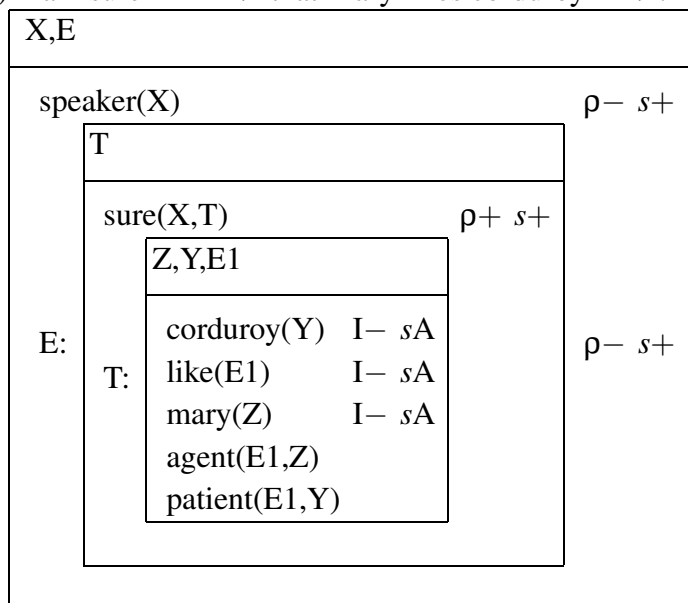 X,E
speaker(X) ρ− s+
T
sure(X,T) ρ+ s+
Z,Y,E1
corduroy(Y) I− sA
E: ρ− s+
like(E1) I− sA
T:
mary(Z) I− sA
agent(E1,Z)
patient(E1,Y)